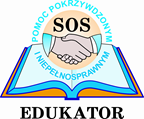 POMOC POKRZYWDZONYM
SOS
I NIEPEŁNOSPRAWNYM
EDUKATOR